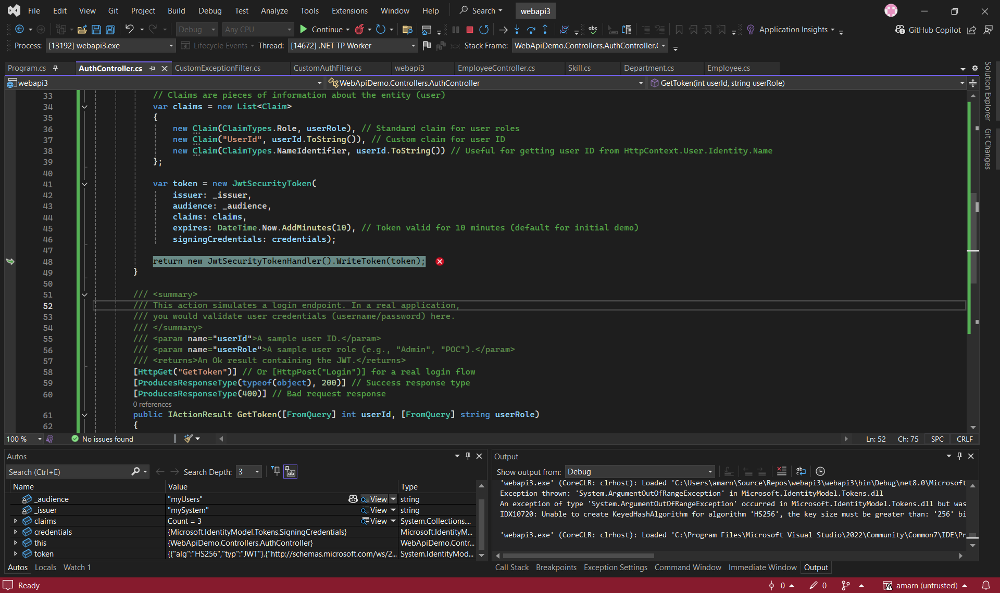 File Edit View Git Project Build Debug Test Analyze Tools Extensions Window Help Search webapi3
Debug Any CPU Continue Application Insights GitHub Copilot
Process: [13192] webapi3.exe Lifecycle Events Thread: [14672] .NET TP Worker Stack Frame: WebApiDemo.Controllers.AuthController.(
Program.cs AuthController.cs CustomExceptionFilter.cs CustomAuthFilter.cs webapi3 EmployeeController.cs Skill.cs Department.cs Employee.cs
webapi3 WebApiDemo.Controllers.AuthController GetToken(int userId, string userRole)
33 // Claims are pieces of information about the entity (user)
34 var claims = new List<Claim>
35 {
36 new Claim(ClaimTypes.Role, userRole), // Standard claim for user roles
37 new Claim("UserId", userId.ToString()), // Custom claim for user ID
38 new Claim(ClaimTypes.NameIdentifier, userId.ToString()) // Useful for getting user ID from HttpContext.User.Identity.Name
39 };
40
41 var token = new JwtSecurityToken(
42 issuer: _issuer,
43 audience: _audience,
44 claims: claims,
45 expires: DateTime.Now.AddMinutes(10), // Token valid for 10 minutes (default for initial demo)
46 signingCredentials: credentials);
47
48 return new JwtSecurityTokenHandler().WriteToken(token);
49 }
50
51 /// <summary>
52 /// This action simulates a login endpoint. In a real application,
53 /// you would validate user credentials (username/password) here.
54 /// </summary>
55 /// <param name="userId">A sample user ID.</param>
56 /// <param name="userRole">A sample user role (e.g., "Admin", "POC").</param>
57 /// <returns>An Ok result containing the JWT.</returns>
58 [HttpGet("GetToken")] // Or [HttpPost("Login")] for a real login flow
59 [ProducesResponseType(typeof(object), 200)] // Success response type
60 [ProducesResponseType(400)] // Bad request response
0 references
61 public IActionResult GetToken([FromQuery] int userId, [FromQuery] string userRole)
62 {
Solution Explorer
Git Changes
100 % No issues found Ln: 52 Ch: 75 SPC CRLF
Autos
Search (Ctrl+E) Search Depth: 3
Name Value Type
_audience "myUsers" View string
_issuer "mySystem" View string
claims Count = 3 View System.Collections....
credentials {Microsoft.IdentityModel.Tokens.SigningCredentials} Microsoft.IdentityM...
this {WebApiDemo.Controllers.AuthController} WebApiDemo.Contr...
token {{"alg":"HS256","typ":"JWT"}.{"http://schemas.microsoft.com/ws/2... System.IdentityMod...
Autos Locals Watch 1
Output
Show output from: Debug
'webapi3.exe' (CoreCLR: clrhost): Loaded 'C:\Users\amarn\Source\Repos\webapi3\webapi3\bin\Debug\net8.0\Microsoft
Exception thrown: 'System.ArgumentOutOfRangeException' in Microsoft.IdentityModel.Tokens.dll
An exception of type 'System.ArgumentOutOfRangeException' occurred in Microsoft.IdentityModel.Tokens.dll but was
IDX10720: Unable to create KeyedHashAlgorithm for algorithm 'HS256', the key size must be greater than: '256' bi
'webapi3.exe' (CoreCLR: clrhost): Loaded 'C:\Program Files\Microsoft Visual Studio\2022\Community\Common7\IDE\Pr
Call Stack Breakpoints Exception Settings Command Window Immediate Window Output
Ready 0 0 amarn (untrusted)